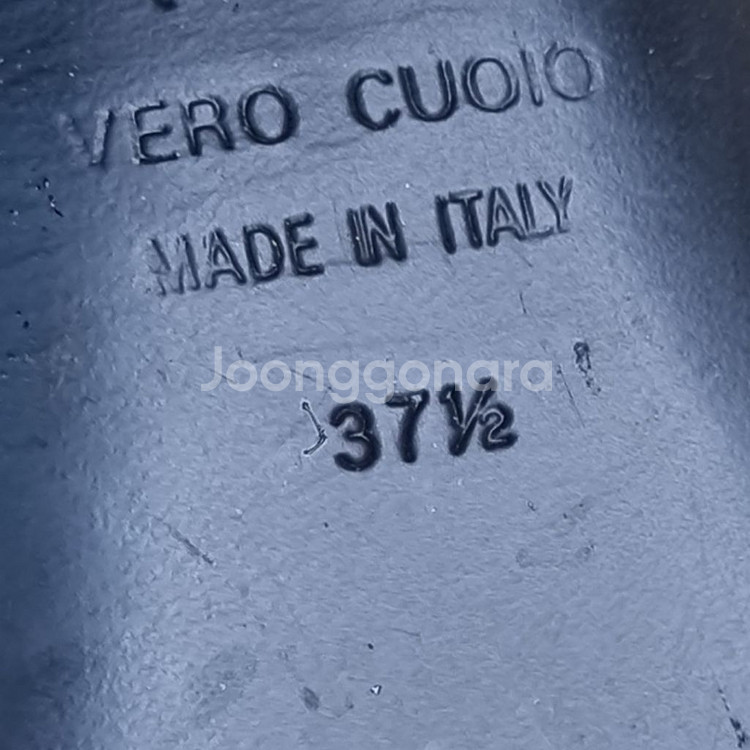 VERO CUOIO
MADE IN ITALY
Joonggonara
37½